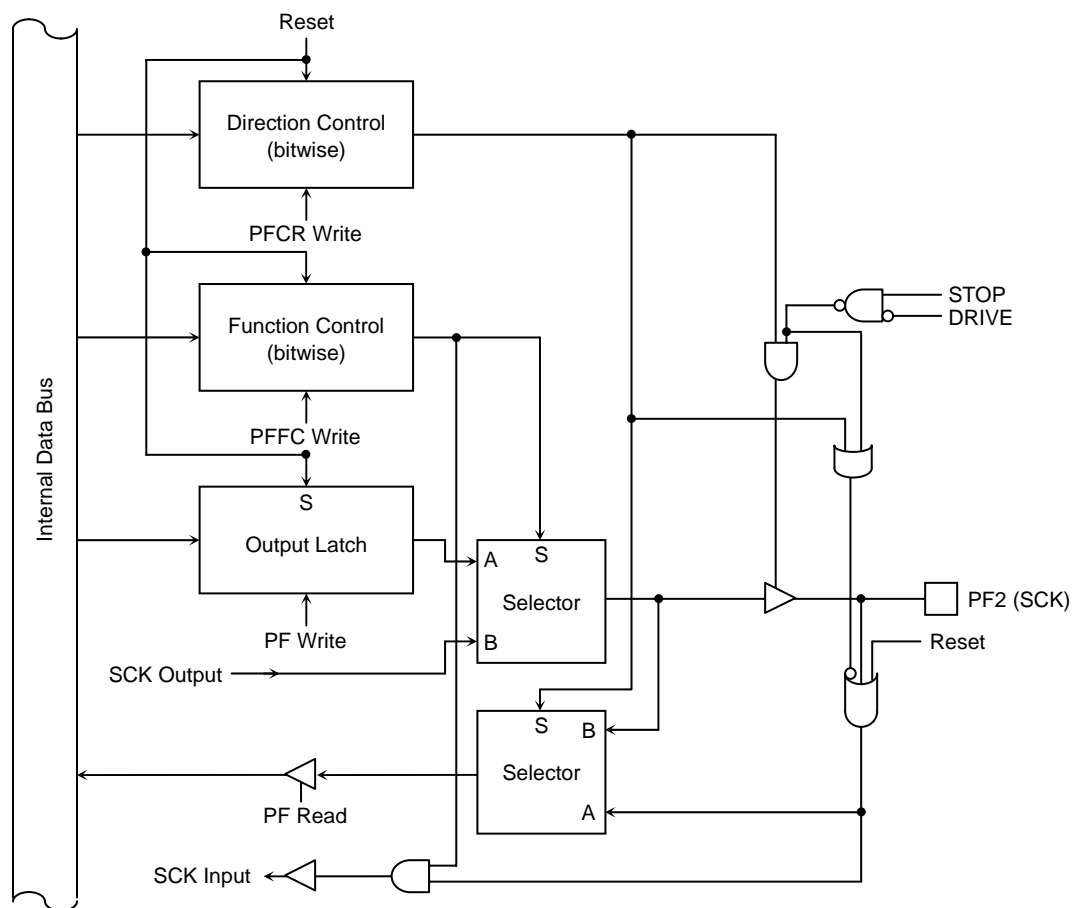 Reset
Direction Control
(bitwise)
PFCR Write
STOP
DRIVE
Function Control
(bitwise)
PFFC Write
Internal Data Bus
S
Output Latch
A
S
Selector
B
PF Write
SCK Output
PF2 (SCK)
Reset
S
B
Selector
A
PF Read
SCK Input